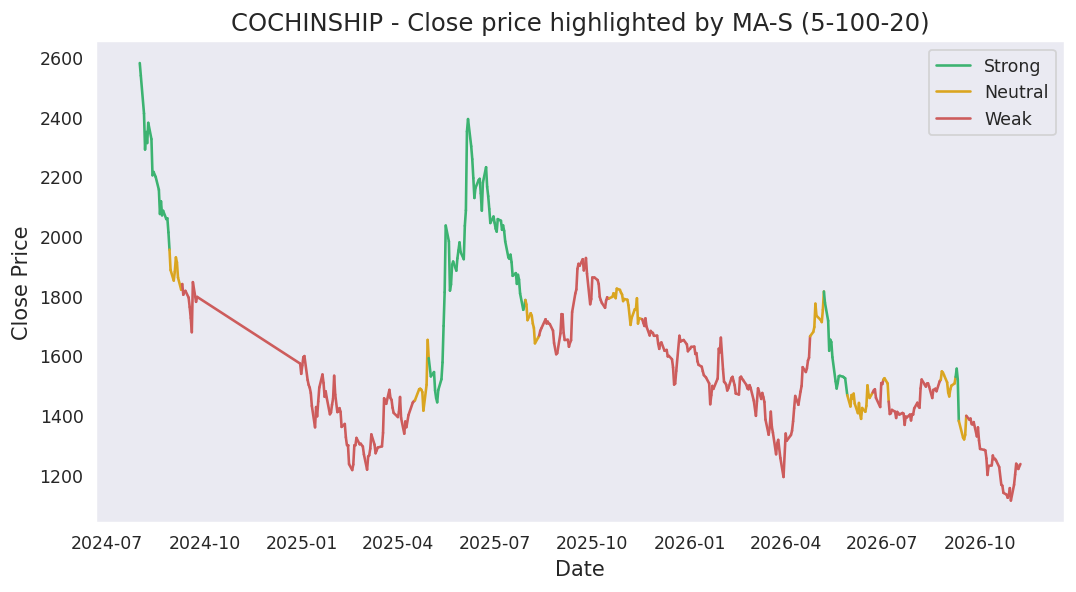 COCHINSHIP - Close price highlighted by MA-S (5-100-20)
Strong
Neutral
Weak
Close Price
2600
2400
2200
2000
1800
1600
1400
1200
2024-07 2024-10 2025-01 2025-04 2025-07 2025-10 2026-01 2026-04 2026-07 2026-10
Date